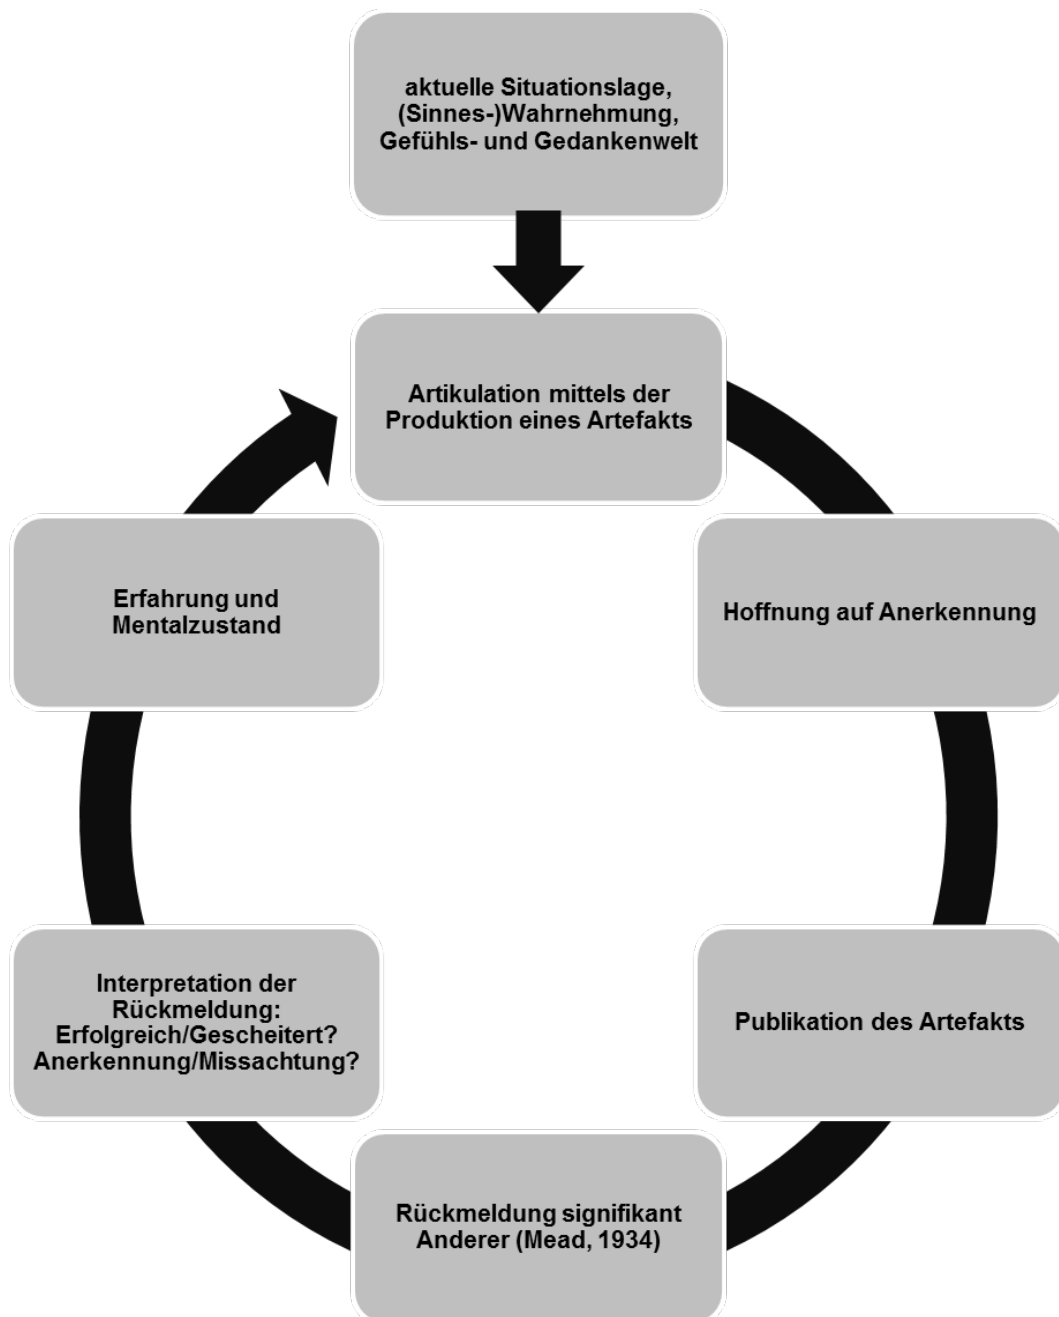 aktuelle Situationslage,
(Sinnes-)Wahrnehmung,
Gefühls- und Gedankenwelt
Artikulation mittels der
Produktion eines Artefakts
Hoffnung auf Anerkennung
Publikation des Artefakts
Rückmeldung signifikant
Anderer (Mead, 1934)
Interpretation der
Rückmeldung:
Erfolgreich/Gescheitert?
Anerkennung/Missachtung?
Erfahrung und
Mentalzustand